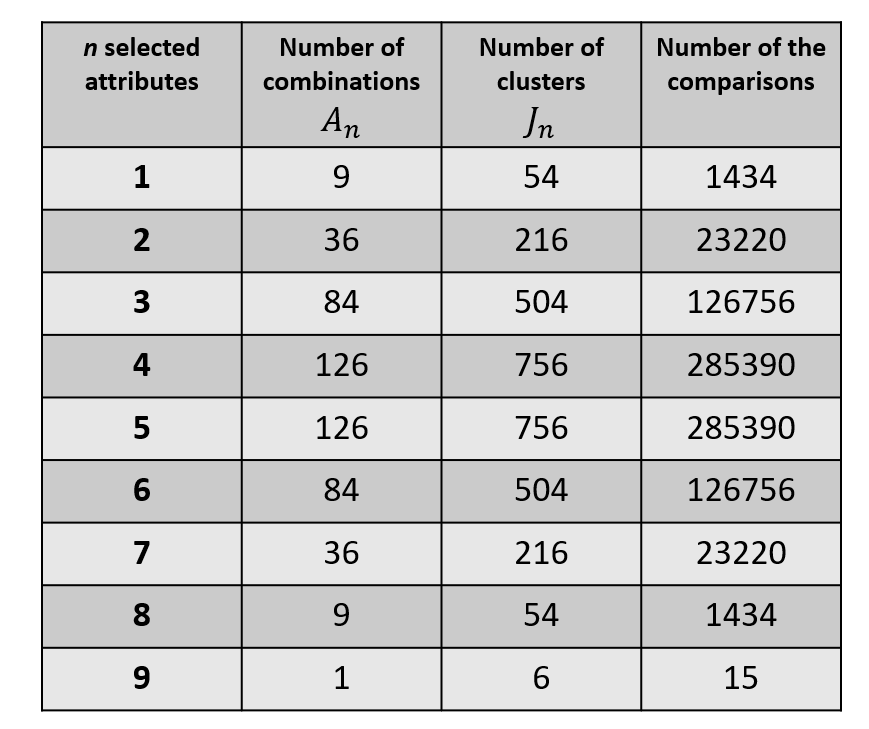 n selected attributes | Number of combinations Aₙ | Number of clusters Jₙ | Number of the comparisons
1 | 9 | 54 | 1434
2 | 36 | 216 | 23220
3 | 84 | 504 | 126756
4 | 126 | 756 | 285390
5 | 126 | 756 | 285390
6 | 84 | 504 | 126756
7 | 36 | 216 | 23220
8 | 9 | 54 | 1434
9 | 1 | 6 | 15